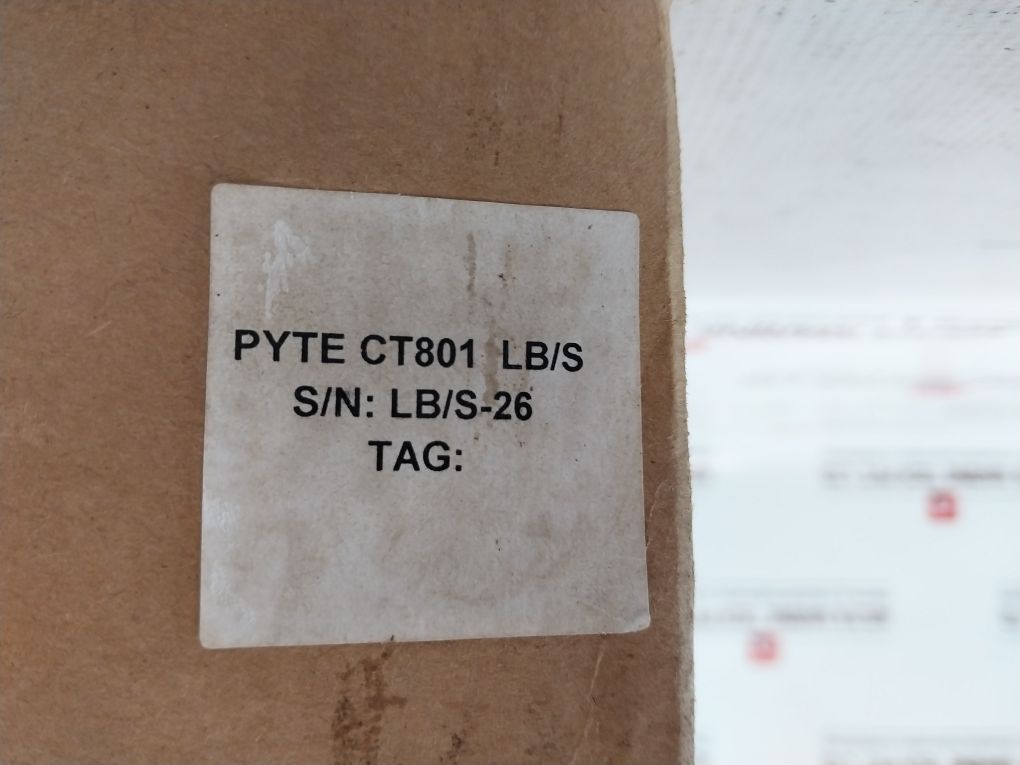 PYTE CT801 LB/S
S/N: LB/S-26
TAG: